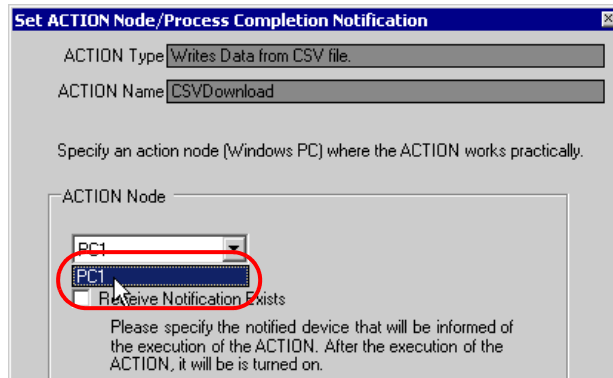 Set ACTION Node/Process Completion Notification
ACTION Type Writes Data from CSV file.
ACTION Name CSVDownload
Specify an action node (Windows PC) where the ACTION works practically.
ACTION Node
PC1
PC1
Receive Notification Exists
Please specify the notified device that will be informed of
the execution of the ACTION. After the execution of the
ACTION, it will be is turned on.